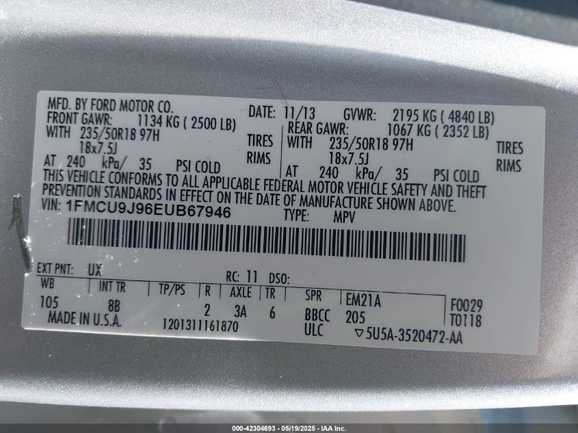 MFD. BY FORD MOTOR CO.
DATE: 11/13 GVWR: 2195 KG ( 4840 LB)
FRONT GAWR: 1134 KG ( 2500 LB) REAR GAWR: 1067 KG ( 2352 LB)
WITH 235/50R18 97H TIRES WITH 235/50R18 97H TIRES
18x7.5J RIMS 18x7.5J RIMS
AT 240 kPa/ 35 PSI COLD AT 240 kPa/ 35 PSI COLD
THIS VEHICLE CONFORMS TO ALL APPLICABLE FEDERAL MOTOR VEHICLE SAFETY AND THEFT
PREVENTION STANDARDS IN EFFECT ON THE DATE OF MANUFACTURE SHOWN ABOVE.
VIN: 1FMCU9J96EUB67946 TYPE: MPV
EXT PNT: UX RC: 11 DSO:
WB INT TR TP/PS R AXLE TR SPR EM21A F0029
105 8B 2 3A 6 BBCC 205 T0118
MADE IN U.S.A. 1201311161870 ULC ▽5U5A-3520472-AA
000-42304693 - 05/19/2025 - IAAI.COM